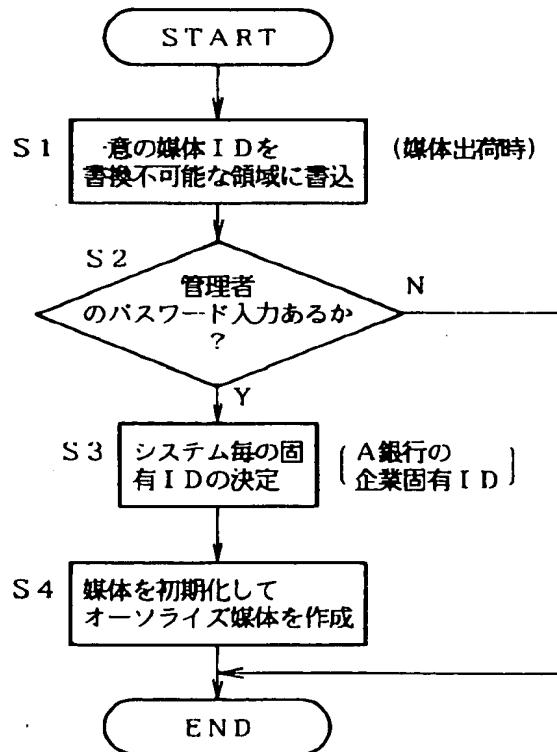 START
S1
一意の媒体IDを
書換不可能な領域に書込
(媒体出荷時)
S2
管理者
のパスワード入力あるか
?
N
Y
S3
システム毎の固
有IDの決定
A銀行の
企業固有ID
S4
媒体を初期化して
オーソライズ媒体を作成
END